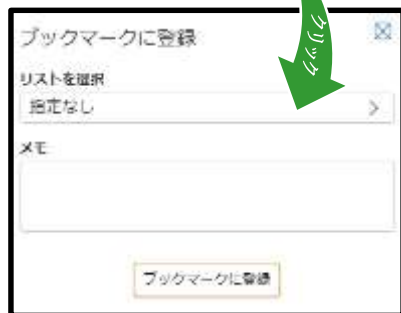 クリック
ブックマークに登録
リストを選択
指定なし
メモ
ブックマークに登録